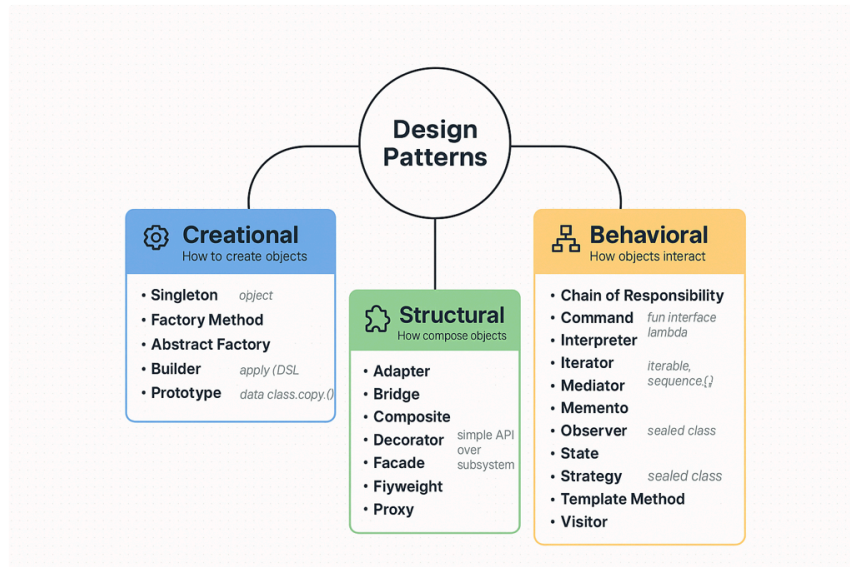 Design
Patterns
Creational
How to create objects
• Singleton object
• Factory Method
• Abstract Factory
• Builder apply (DSL
• Prototype data class.copy.()
Structural
How compose objects
• Adapter
• Bridge
• Composite
• Decorator simple API
over
• Facade subsystem
• Fiyweight
• Proxy
Behavioral
How objects interact
• Chain of Responsibility
• Command fun interface
lambda
• Interpreter
• Iterator iterable,
• Mediator sequence.{,}
• Memento
• Observer sealed class
• State
• Strategy sealed class
• Template Method
• Visitor